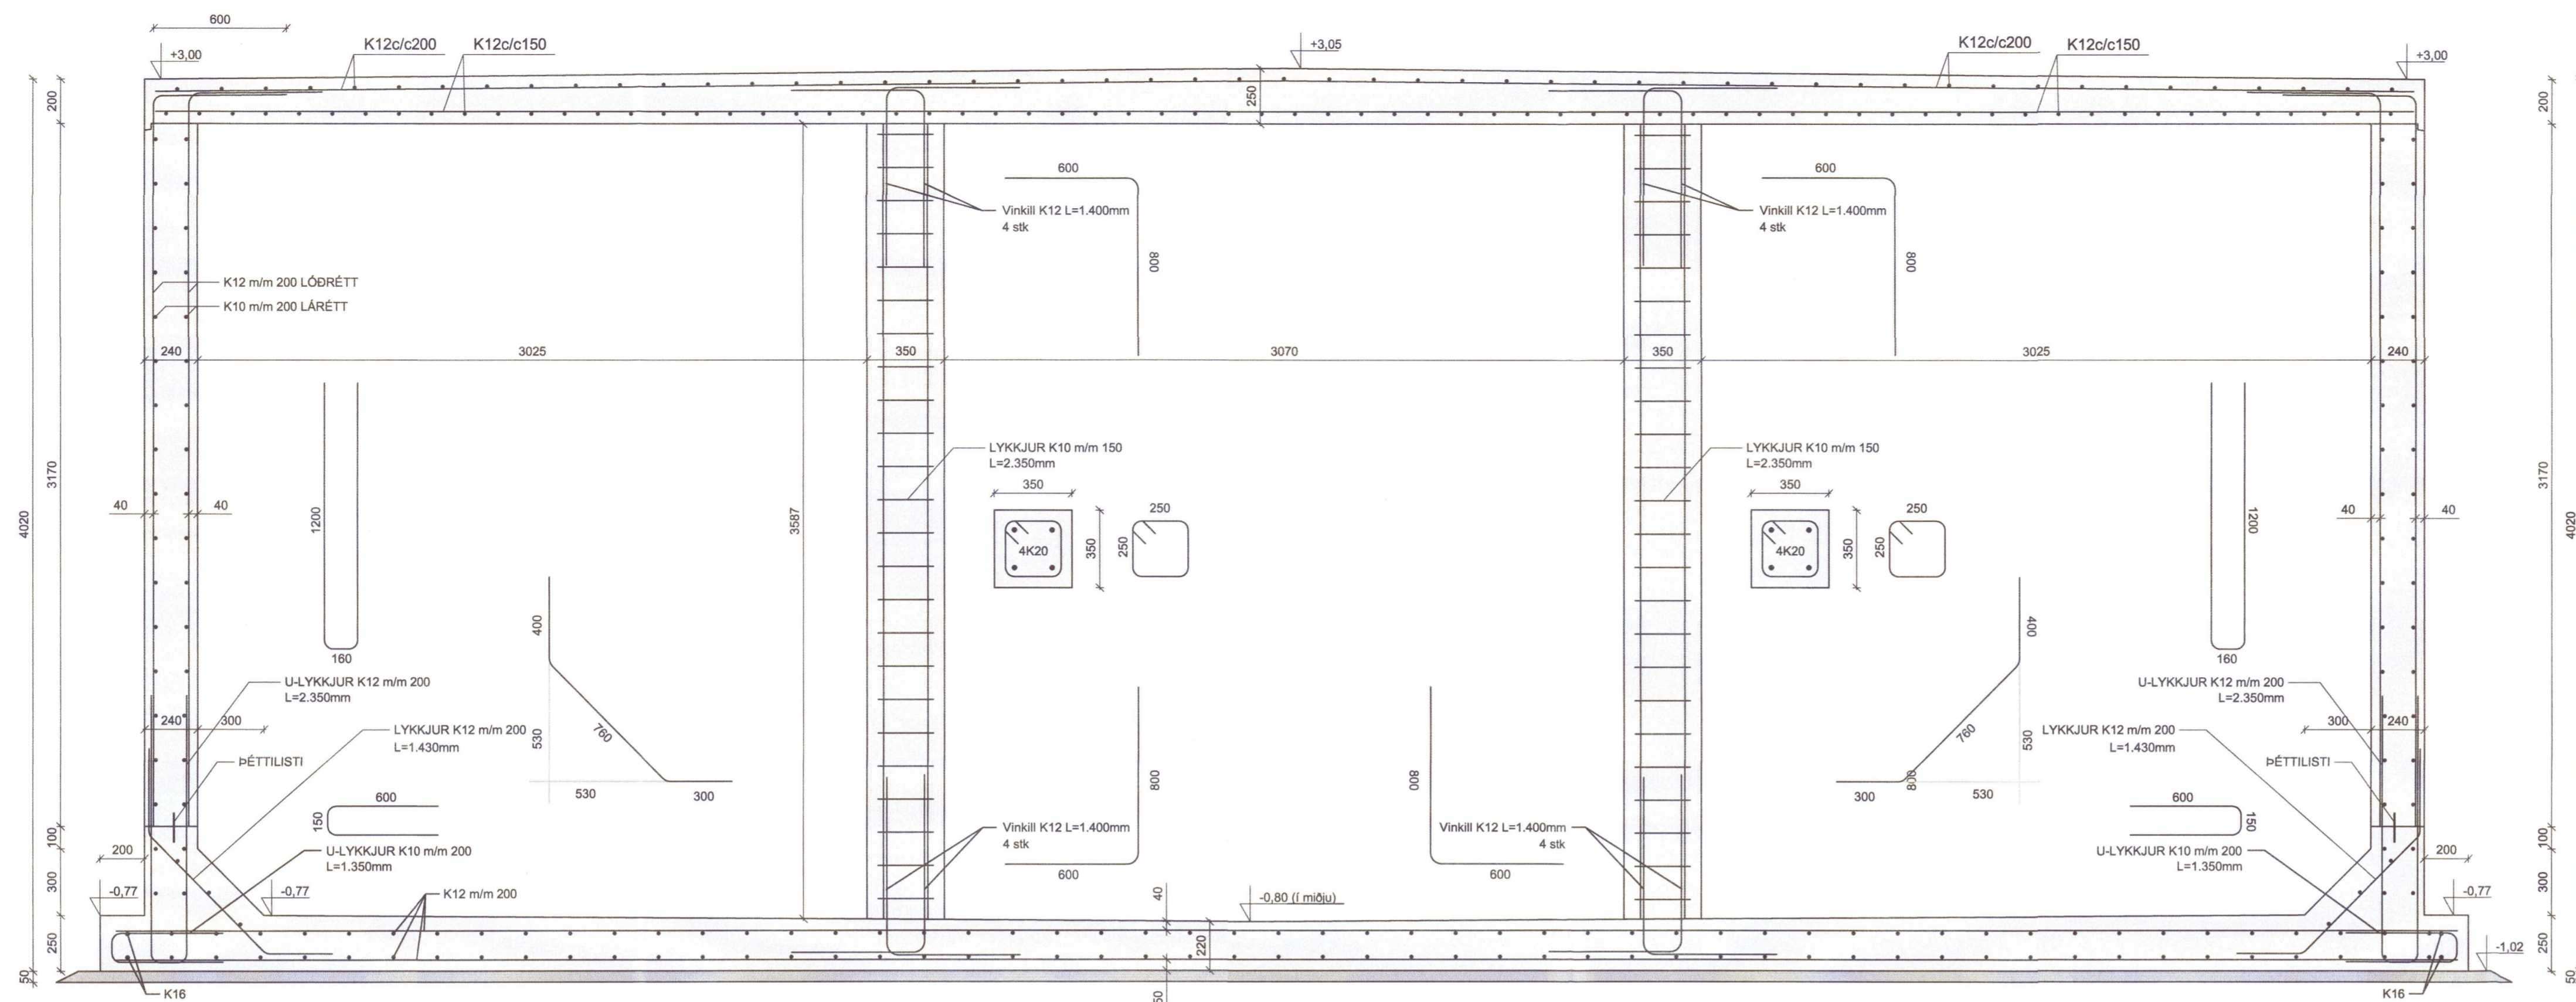 600
+3,00
K12c/c200
K12c/c150
+3,05
K12c/c200
K12c/c150
+3,00
200
250
200
600
600
Vinkill K12 L=1.400mm
4 stk
Vinkill K12 L=1.400mm
4 stk
800
800
K12 m/m 200 LÓÐRÉTT
K10 m/m 200 LÁRÉTT
240
3025
350
3070
350
3025
240
LYKKJUR K10 m/m 150
L=2.350mm
LYKKJUR K10 m/m 150
L=2.350mm
4020
3170
3170
4020
350
350
40
40
1200
3587
250
250
1200
40
40
4K20
350
250
4K20
350
250
160
400
400
160
U-LYKKJUR K12 m/m 200
L=2.350mm
U-LYKKJUR K12 m/m 200
L=2.350mm
240
300
LYKKJUR K12 m/m 200
L=1.430mm
530
760
760
530
LYKKJUR K12 m/m 200
L=1.430mm
300
240
ÞÉTTILISTI
ÞÉTTILISTI
530
300
800
800
300
800
530
600
150
600
150
Vinkill K12 L=1.400mm
4 stk
Vinkill K12 L=1.400mm
4 stk
100
200
U-LYKKJUR K10 m/m 200
L=1.350mm
U-LYKKJUR K10 m/m 200
L=1.350mm
200
100
600
600
300
-0,77
-0,77
K12 m/m 200
40
-0,80 (í miðju)
-0,77
300
250
220
-1,02
250
50
K16
50
K16
50